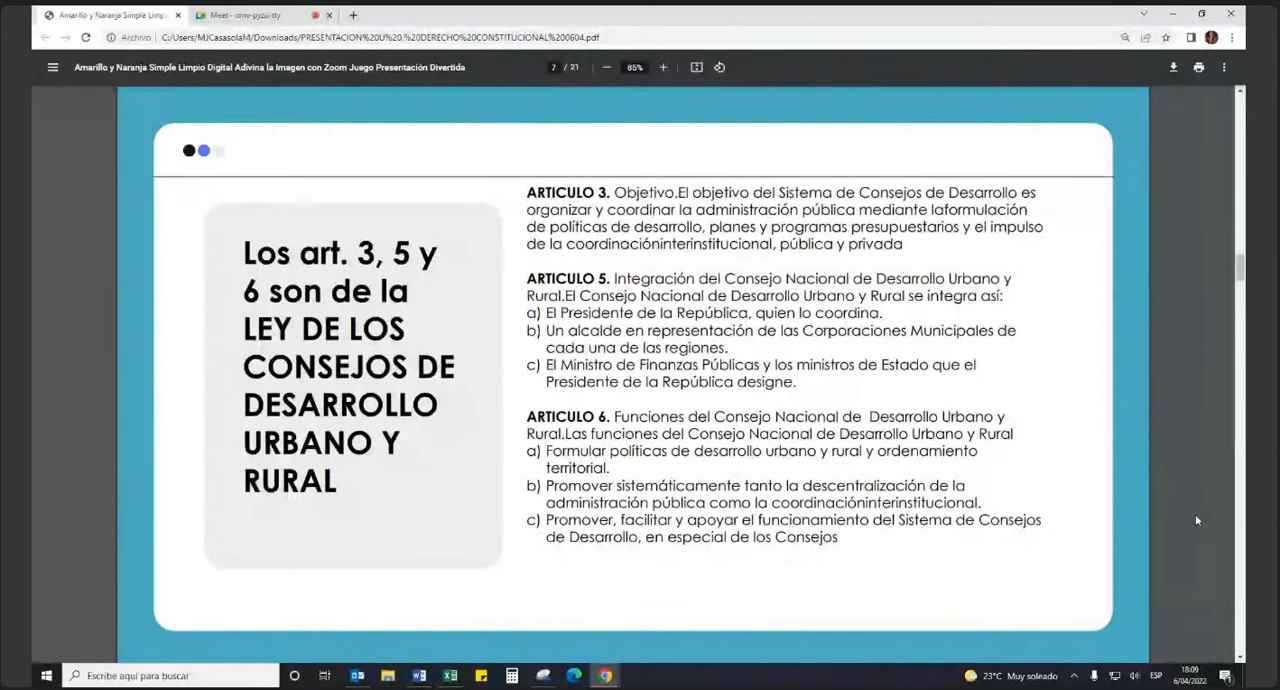 Amarillo y Naranja Simple Limp
Meet - amv-pyzu-tty
Archivo
C:/Users/MJCasasolaM/Downloads/PRESENTACION%20U%20.%20DERECHO%20CONSTITUCIONAL%200604.pdf
Amarillo y Naranja Simple Limpio Digital Adivina la Imagen con Zoom Juego Presentación Divertida
7 / 21
85%
Los art. 3, 5 y
6 son de la
LEY DE LOS
CONSEJOS DE
DESARROLLO
URBANO Y
RURAL
ARTICULO 3. Objetivo.El objetivo del Sistema de Consejos de Desarrollo es
organizar y coordinar la administración pública mediante laformulación
de políticas de desarrollo, planes y programas presupuestarios y el impulso
de la coordinacióninterinstitucional, pública y privada
ARTICULO 5. Integración del Consejo Nacional de Desarrollo Urbano y
Rural.El Consejo Nacional de Desarrollo Urbano y Rural se integra así:
a) El Presidente de la República, quien lo coordina.
b) Un alcalde en representación de las Corporaciones Municipales de
cada una de las regiones.
c) El Ministro de Finanzas Públicas y los ministros de Estado que el
Presidente de la República designe.
ARTICULO 6. Funciones del Consejo Nacional de Desarrollo Urbano y
Rural.Las funciones del Consejo Nacional de Desarrollo Urbano y Rural
a) Formular políticas de desarrollo urbano y rural y ordenamiento
territorial.
b) Promover sistemáticamente tanto la descentralización de la
administración pública como la coordinacióninterinstitucional.
c) Promover, facilitar y apoyar el funcionamiento del Sistema de Consejos
de Desarrollo, en especial de los Consejos
Escribe aquí para buscar
23°C Muy soleado
ESP
18:09
6/04/2022